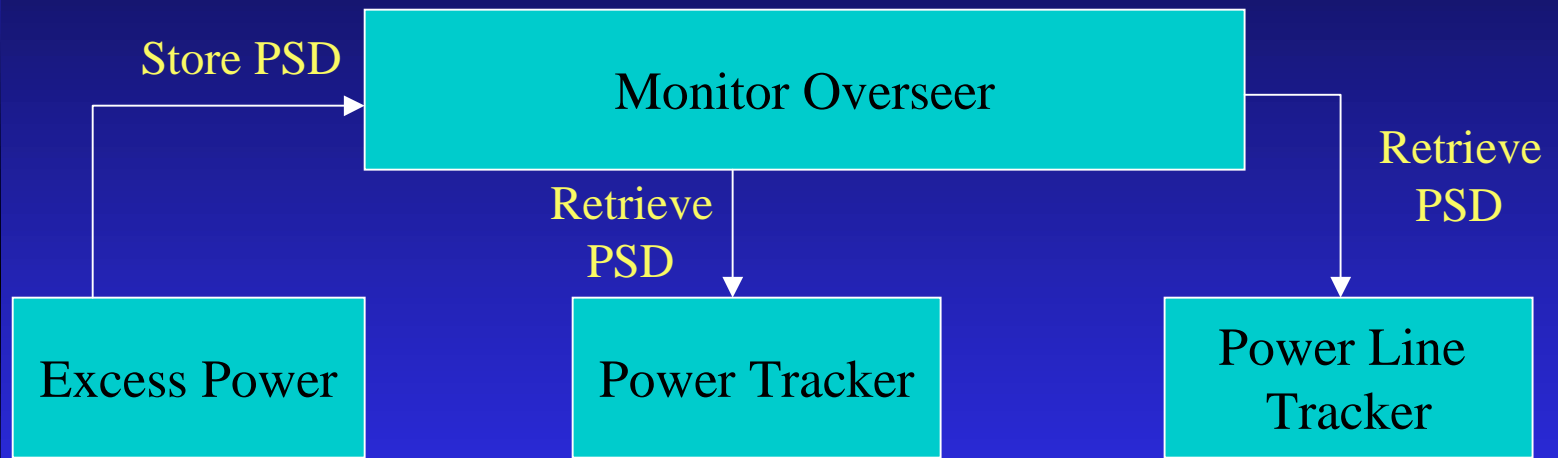 Store PSD
Monitor Overseer
Retrieve
PSD
Retrieve
PSD
Excess Power
Power Tracker
Power Line
Tracker